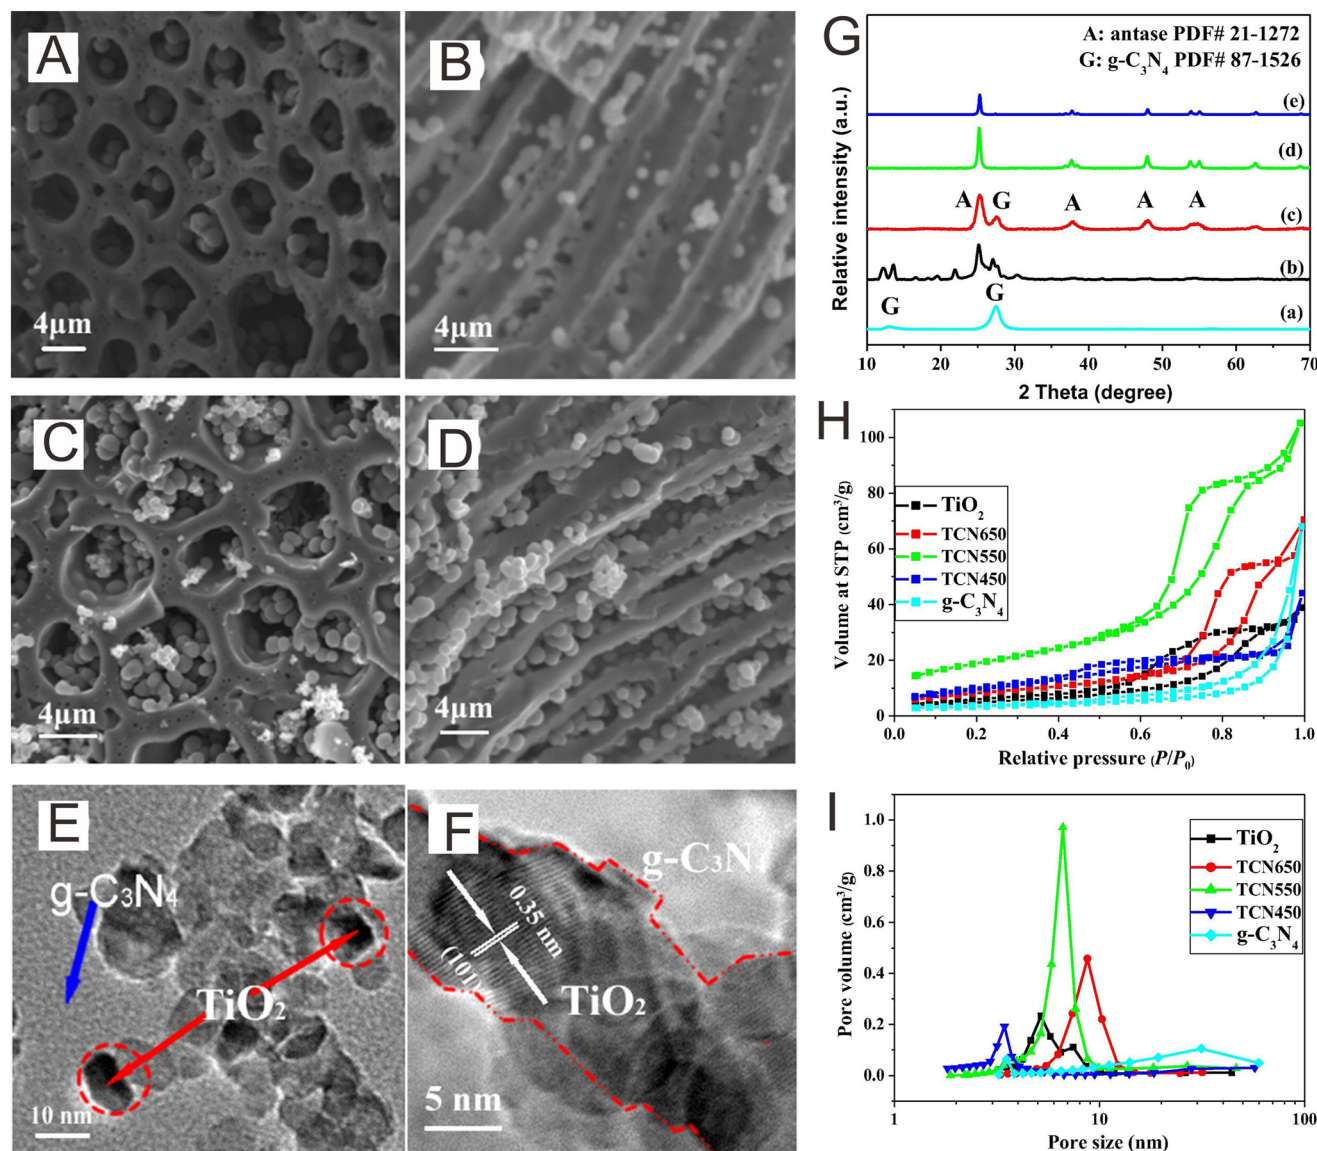 A
4μm
B
4μm
C
4μm
D
4μm
E
g-C₃N₄
TiO₂
10 nm
F
g-C₃N₄
0.35 nm
(101)
TiO₂
5 nm
G
A: antase PDF# 21-1272
G: g-C₃N₄ PDF# 87-1526
Relative intensity (a.u.)
(e)
(d)
A G A A A
(c)
(b)
G G
(a)
10 20 30 40 50 60 70
2 Theta (degree)
H
Volume at STP (cm³/g)
100
80
60
40
20
0
TiO₂
TCN650
TCN550
TCN450
g-C₃N₄
0.0 0.2 0.4 0.6 0.8 1.0
Relative pressure (P/P₀)
I
Pore volume (cm³/g)
1.0
0.8
0.6
0.4
0.2
0.0
TiO₂
TCN650
TCN550
TCN450
g-C₃N₄
1 10 100
Pore size (nm)